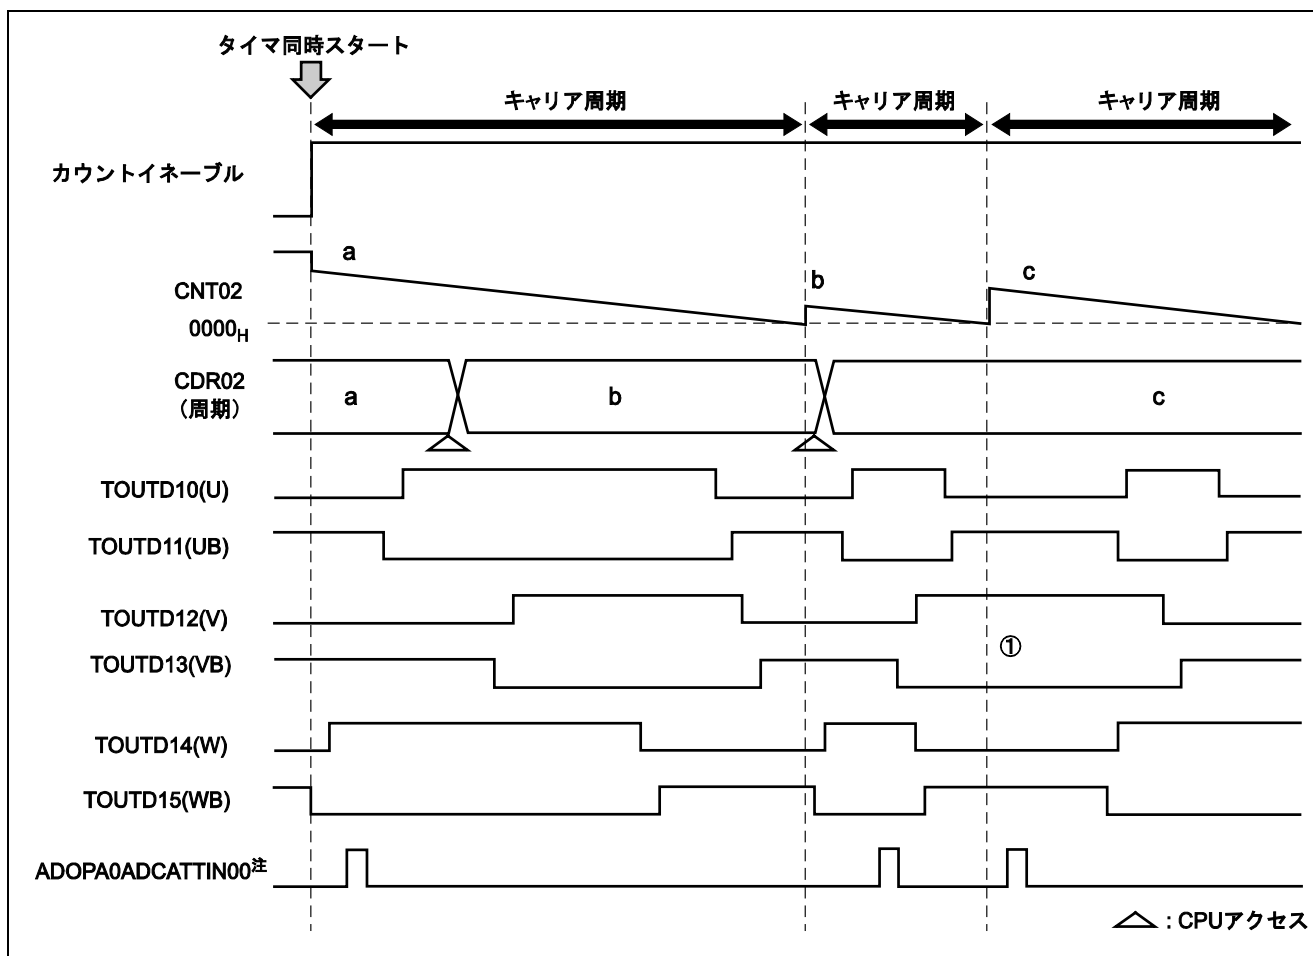 タイマ同時スタート
キャリア周期 キャリア周期 キャリア周期
カウントイネーブル
a
b
c
CNT02
0000H
CDR02
（周期）
a b c
TOUTD10(U)
TOUTD11(UB)
TOUTD12(V)
①
TOUTD13(VB)
TOUTD14(W)
TOUTD15(WB)
ADOPA0ADCATTIN00注
：CPUアクセス